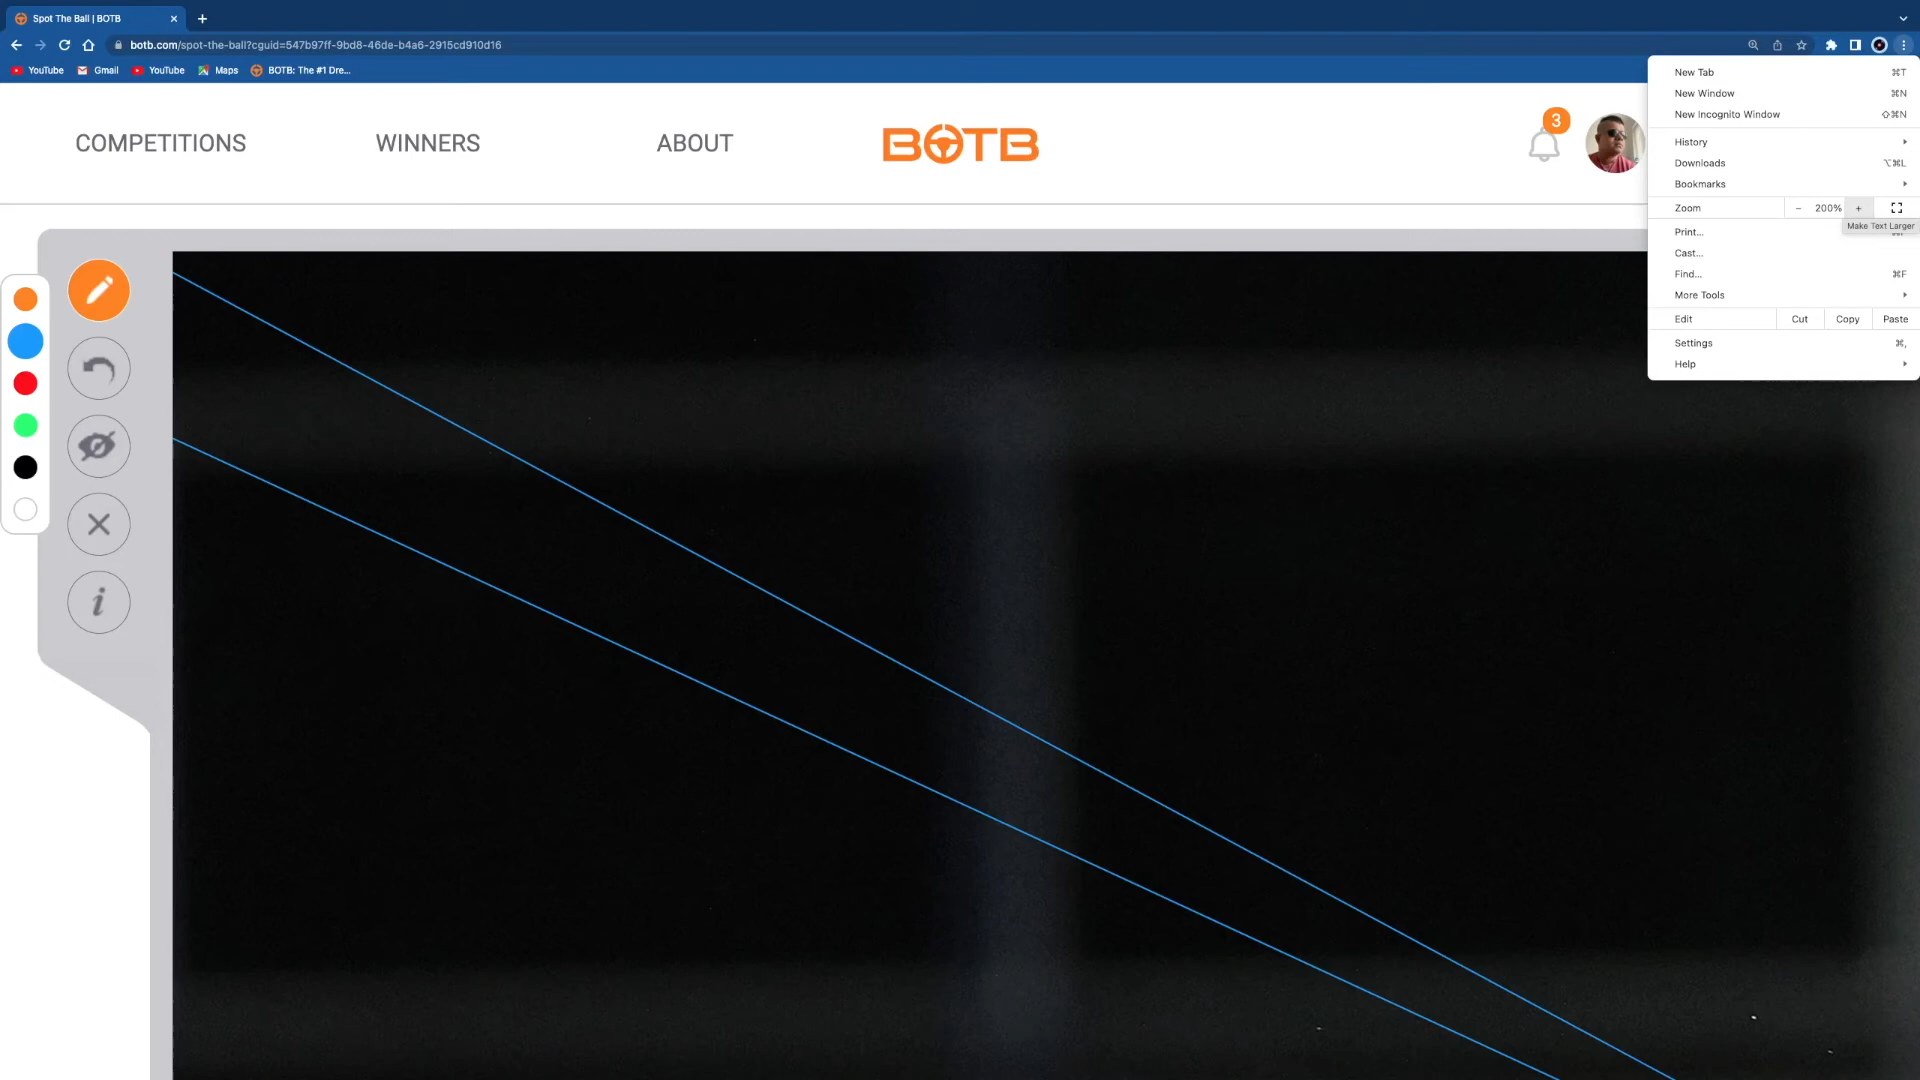 Spot The Ball | BOTB
botb.com/spot-the-ball?cguid=547b97ff-9bd8-46de-b4a6-2915cd910d16
YouTube Gmail YouTube Maps BOTB: The #1 Dre...
COMPETITIONS WINNERS ABOUT BOTB 3
New Tab ⌘T
New Window ⌘N
New Incognito Window ⇧⌘N
History
Downloads ⌥⌘L
Bookmarks
Zoom − 200% +
Make Text Larger
Print...
Cast...
Find... ⌘F
More Tools
Edit Cut Copy Paste
Settings ⌘,
Help
i